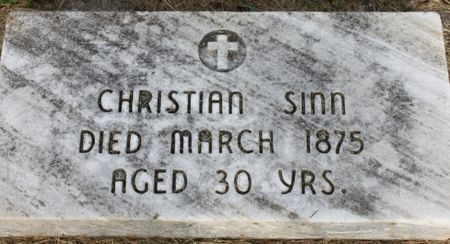 CHRISTIAN SINN
DIED MARCH 1875
AGED 30 YRS.